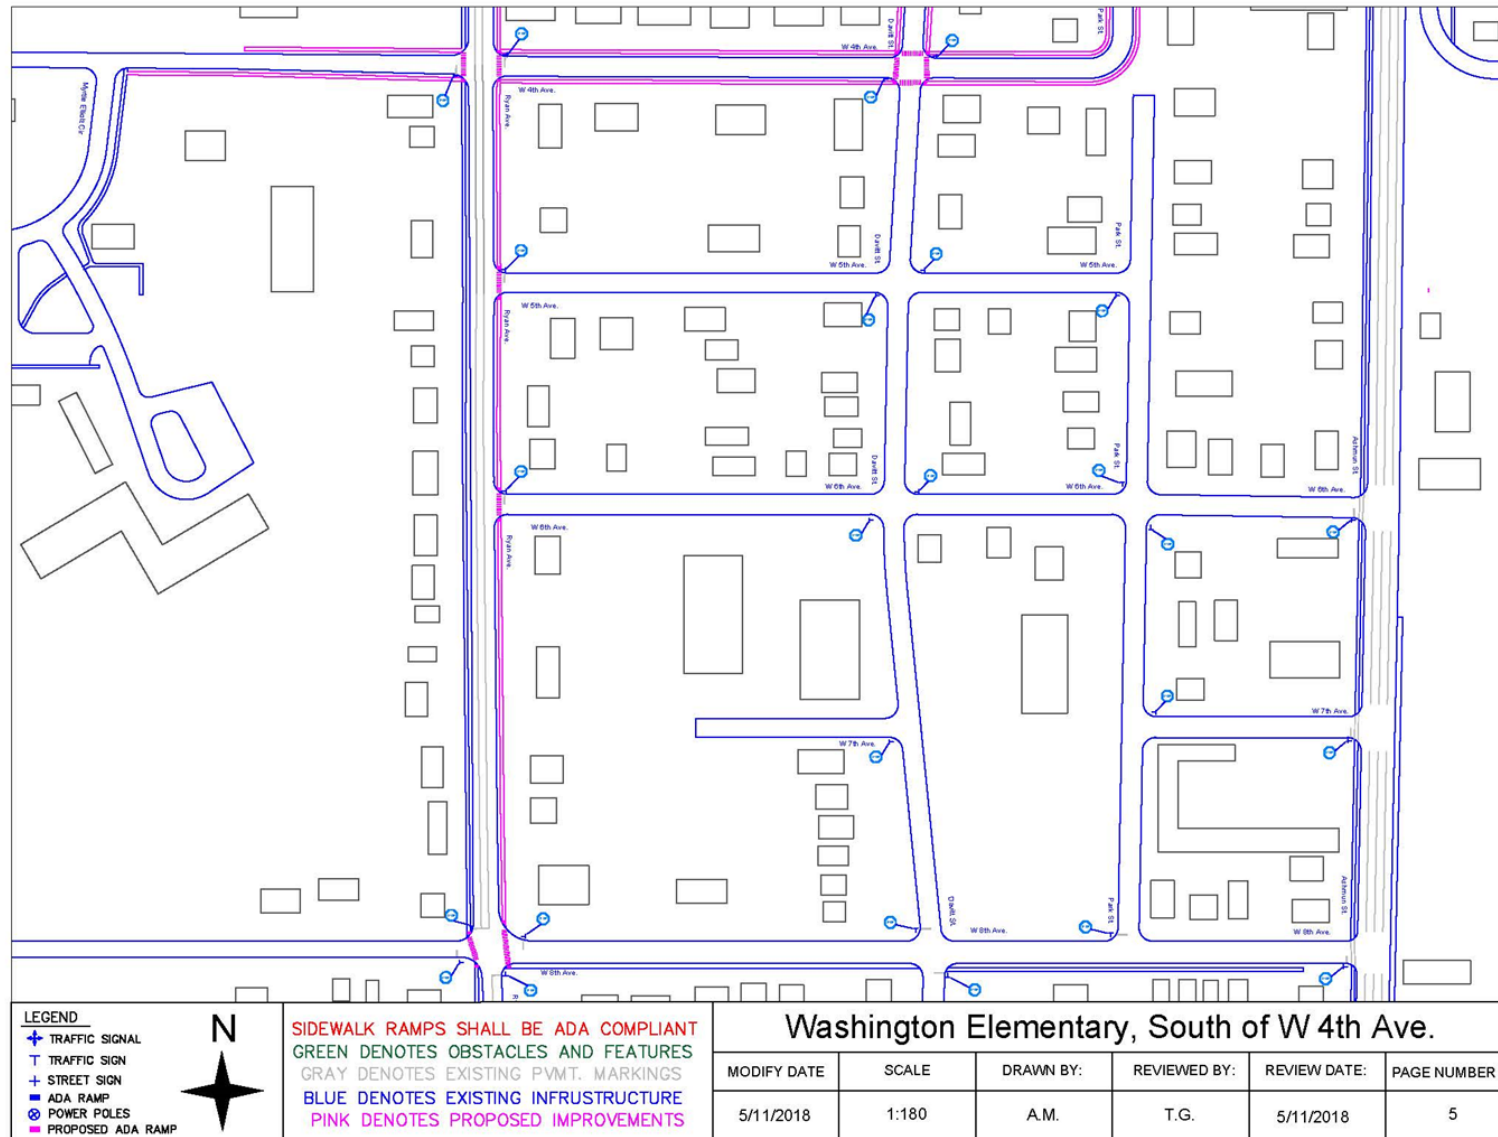 Davitt St.
Park St.
W 4th Ave.
Myrtle Elliott Cir.
W 4th Ave.
Ryan Ave.
Davitt St.
Park St.
W 5th Ave.
W 5th Ave.
W 5th Ave.
Ryan Ave.
Davitt St.
Park St.
Ashmun St.
W 6th Ave.
W 6th Ave.
W 6th Ave.
W 6th Ave.
Ryan Ave.
W 7th Ave.
W 7th Ave.
Davitt St.
Park St.
Ashmun St.
W 8th Ave.
W 8th Ave.
W 8th Ave.
R
LEGEND
TRAFFIC SIGNAL
TRAFFIC SIGN
STREET SIGN
ADA RAMP
POWER POLES
PROPOSED ADA RAMP
N
SIDEWALK RAMPS SHALL BE ADA COMPLIANT
GREEN DENOTES OBSTACLES AND FEATURES
GRAY DENOTES EXISTING PVMT. MARKINGS
BLUE DENOTES EXISTING INFRUSTRUCTURE
PINK DENOTES PROPOSED IMPROVEMENTS
Washington Elementary, South of W 4th Ave.
MODIFY DATE SCALE DRAWN BY: REVIEWED BY: REVIEW DATE: PAGE NUMBER
5/11/2018 1:180 A.M. T.G. 5/11/2018 5